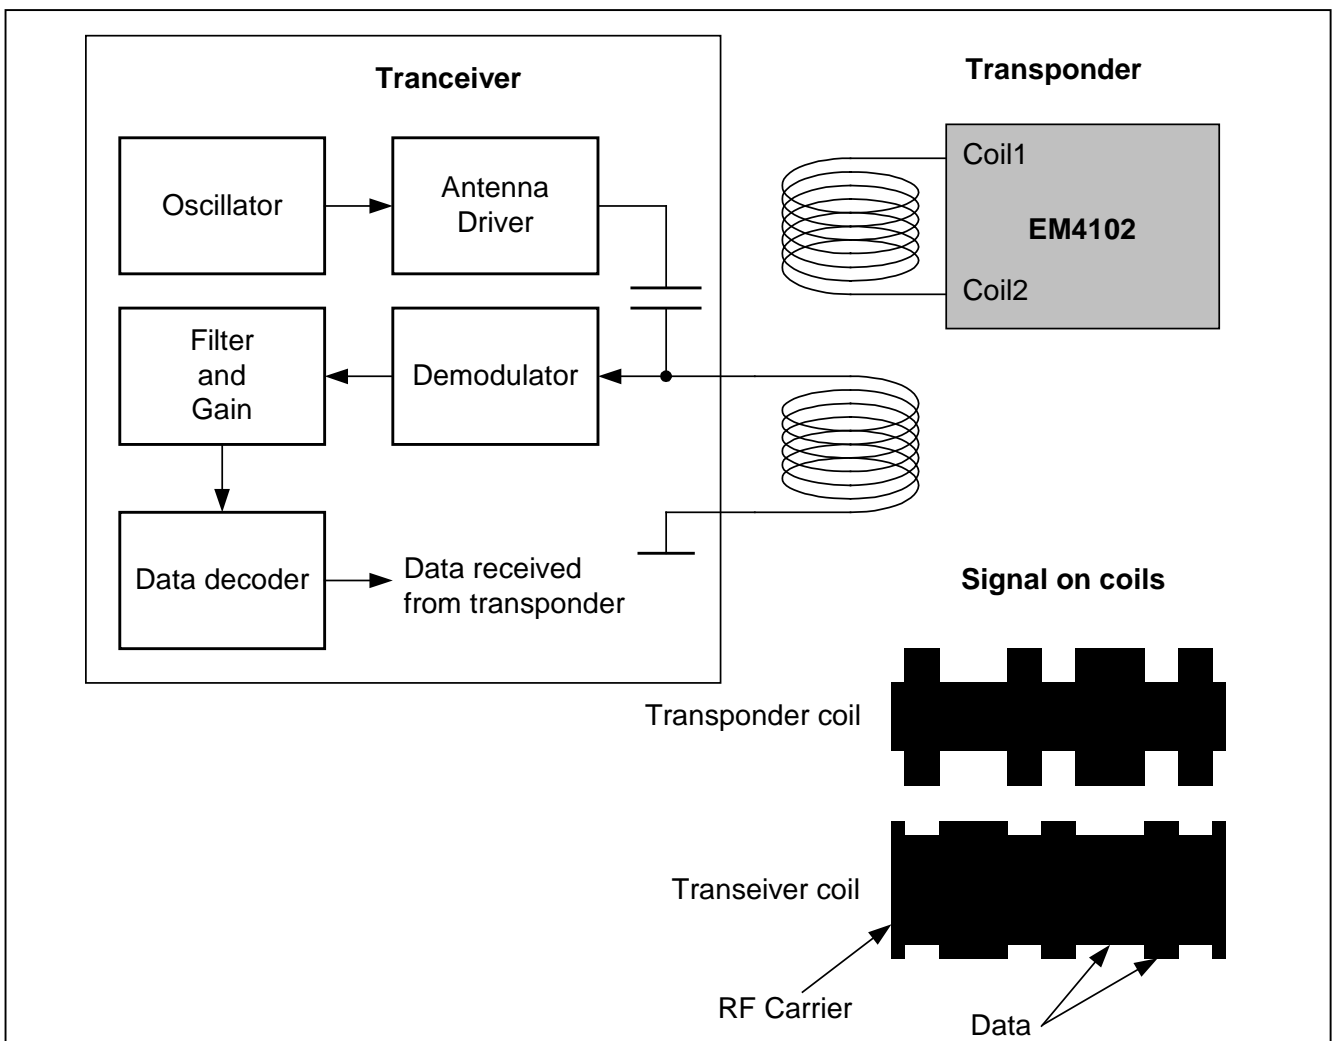 Tranceiver
Transponder
Oscillator
Antenna
Driver
Coil1
EM4102
Coil2
Filter
and
Gain
Demodulator
Data decoder
Data received
from transponder
Signal on coils
Transponder coil
Transeiver coil
RF Carrier
Data